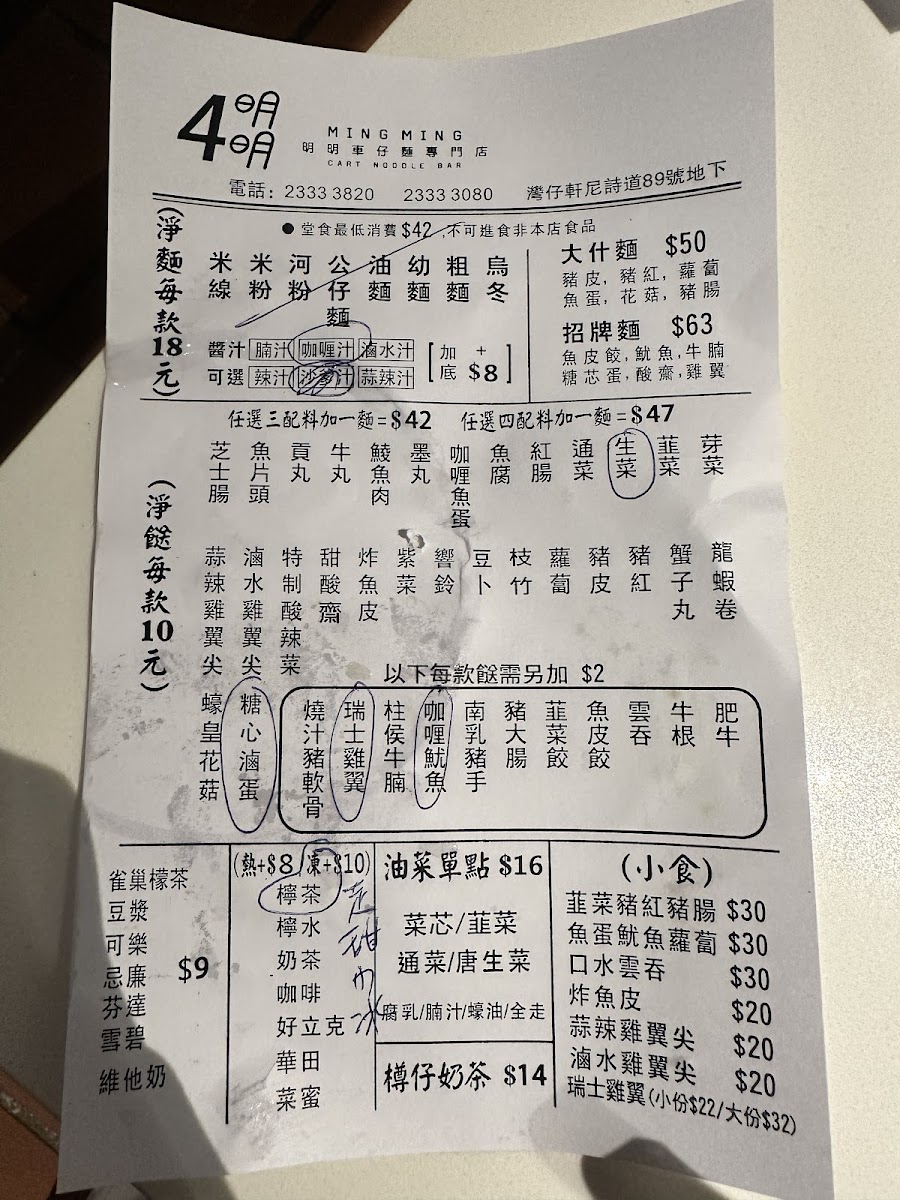 4明明
MING MING
明明車仔麵專門店
CART NOODLE BAR
電話: 2333 3820 2333 3080 灣仔軒尼詩道89號地下
● 堂食最低消費 $42 ,不可進食非本店食品
(淨麵每款18元)
米線
米粉
河粉
公仔麵
油麵
幼麵
粗麵
烏冬
醬汁 腩汁 咖喱汁 滷水汁
可選 辣汁 沙爹汁 蒜辣汁
[加底 + $8]
大什麵 $50
豬皮, 豬紅, 蘿蔔
魚蛋, 花菇, 豬腸
招牌麵 $63
魚皮餃, 魷魚, 牛腩
糖芯蛋, 酸齋, 雞翼
任選三配料加一麵=$42 任選四配料加一麵=$47
(淨餸每款10元)
芝士腸
魚片頭
貢丸
牛丸
鯪魚肉
墨丸
咖喱魚蛋
魚腐
紅腸
通菜
生菜
韮菜
芽菜
蒜辣雞翼尖
滷水雞翼尖
特制酸辣菜
甜酸齋
炸魚皮
紫菜
響鈴
豆卜
枝竹
蘿蔔
豬皮
豬紅
蟹子丸
龍蝦卷
以下每款餸需另加 $2
蠔皇花菇
糖心滷蛋
燒汁豬軟骨
瑞士雞翼
柱侯牛腩
咖喱魷魚
南乳豬手
豬大腸
韮菜餃
魚皮餃
雲吞
牛根
肥牛
雀巢檬茶
豆漿
可樂
忌廉 $9
芬達
雪碧
維他奶
(熱+$8/凍+$10)
檸茶
檸水
奶茶
咖啡
好立克
華田
菜蜜
走甜少冰
油菜單點 $16
菜芯/韮菜
通菜/唐生菜
腐乳/腩汁/蠔油/全走
樽仔奶茶 $14
(小食)
韮菜豬紅豬腸 $30
魚蛋魷魚蘿蔔 $30
口水雲吞 $30
炸魚皮 $20
蒜辣雞翼尖 $20
滷水雞翼尖 $20
瑞士雞翼(小份$22/大份$32)